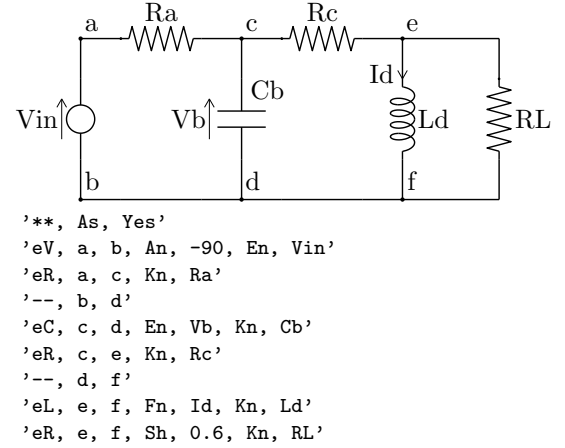 Ra
Rc
a
c
e
Id
Cb
Vin
Vb
Ld
RL
b
d
f
'**, As, Yes'
'eV, a, b, An, -90, En, Vin'
'eR, a, c, Kn, Ra'
'--, b, d'
'eC, c, d, En, Vb, Kn, Cb'
'eR, c, e, Kn, Rc'
'--, d, f'
'eL, e, f, Fn, Id, Kn, Ld'
'eR, e, f, Sh, 0.6, Kn, RL'